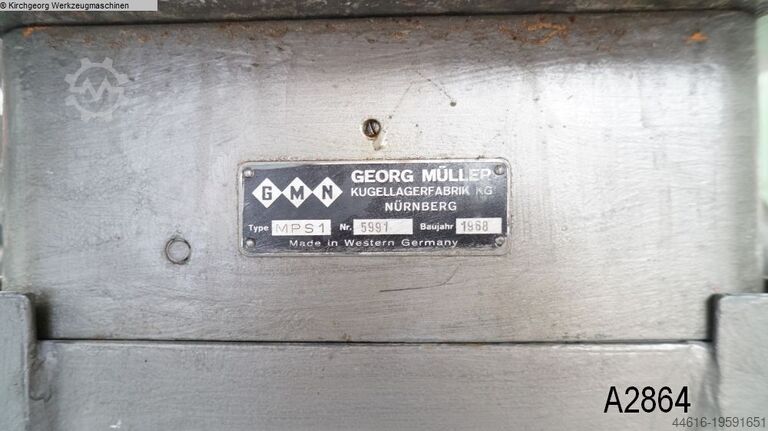 © Kirchgeorg Werkzeugmaschinen
GMN
GEORG MÜLLER
KUGELLAGERFABRIK KG
NÜRNBERG
Type MPS1 Nr. 5991 Baujahr 1968
Made in Western Germany
A2864
44616-19591651